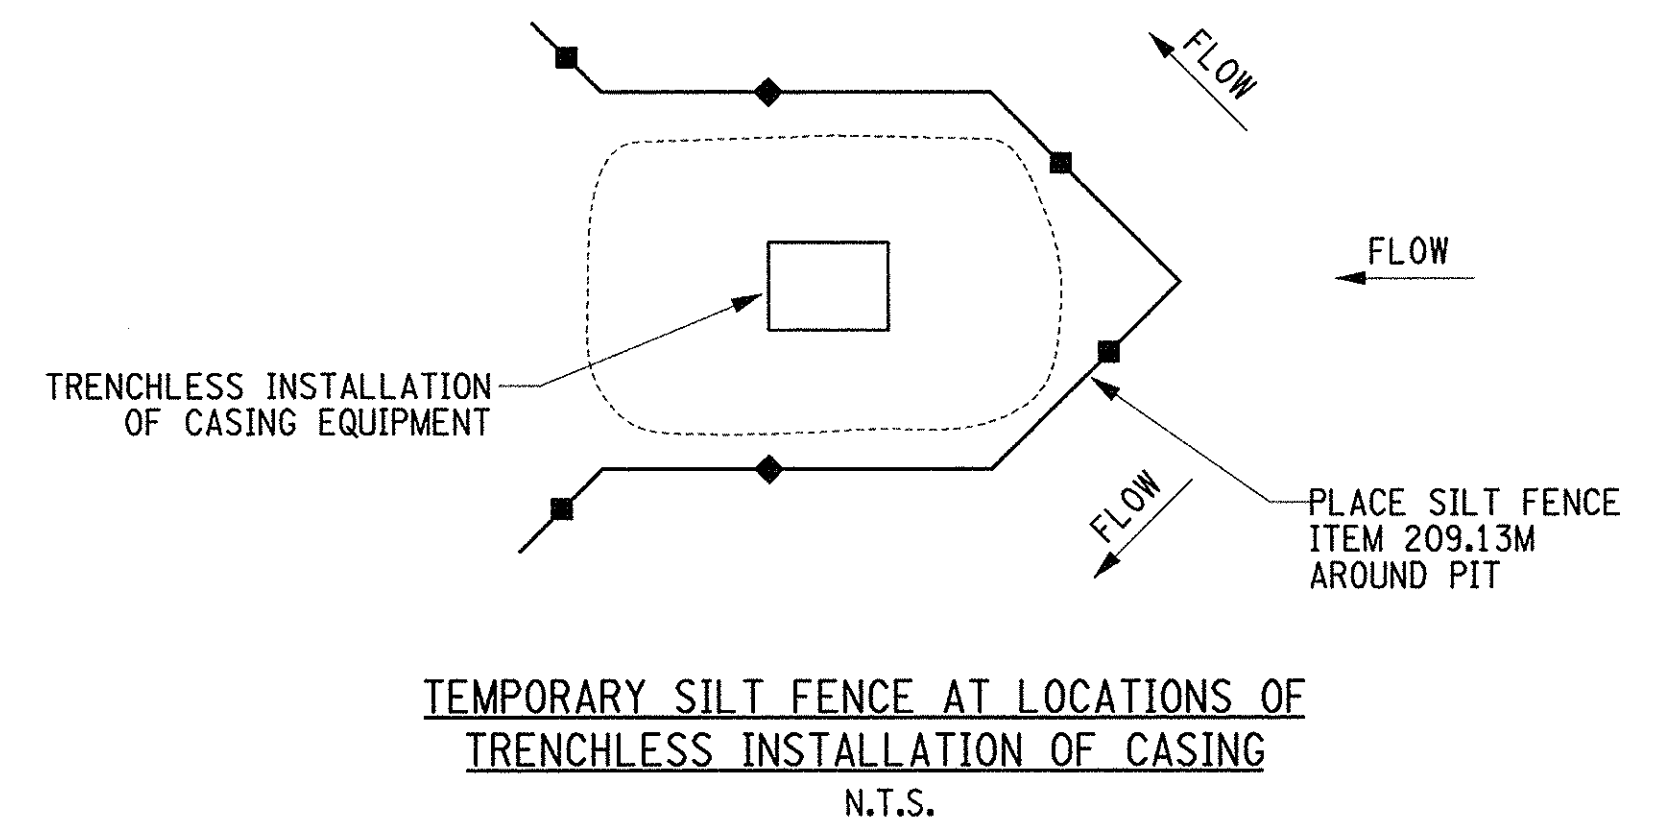 FLOW
FLOW
TRENCHLESS INSTALLATION
OF CASING EQUIPMENT
FLOW
PLACE SILT FENCE
ITEM 209.13M
AROUND PIT
TEMPORARY SILT FENCE AT LOCATIONS OF
TRENCHLESS INSTALLATION OF CASING
N.T.S.